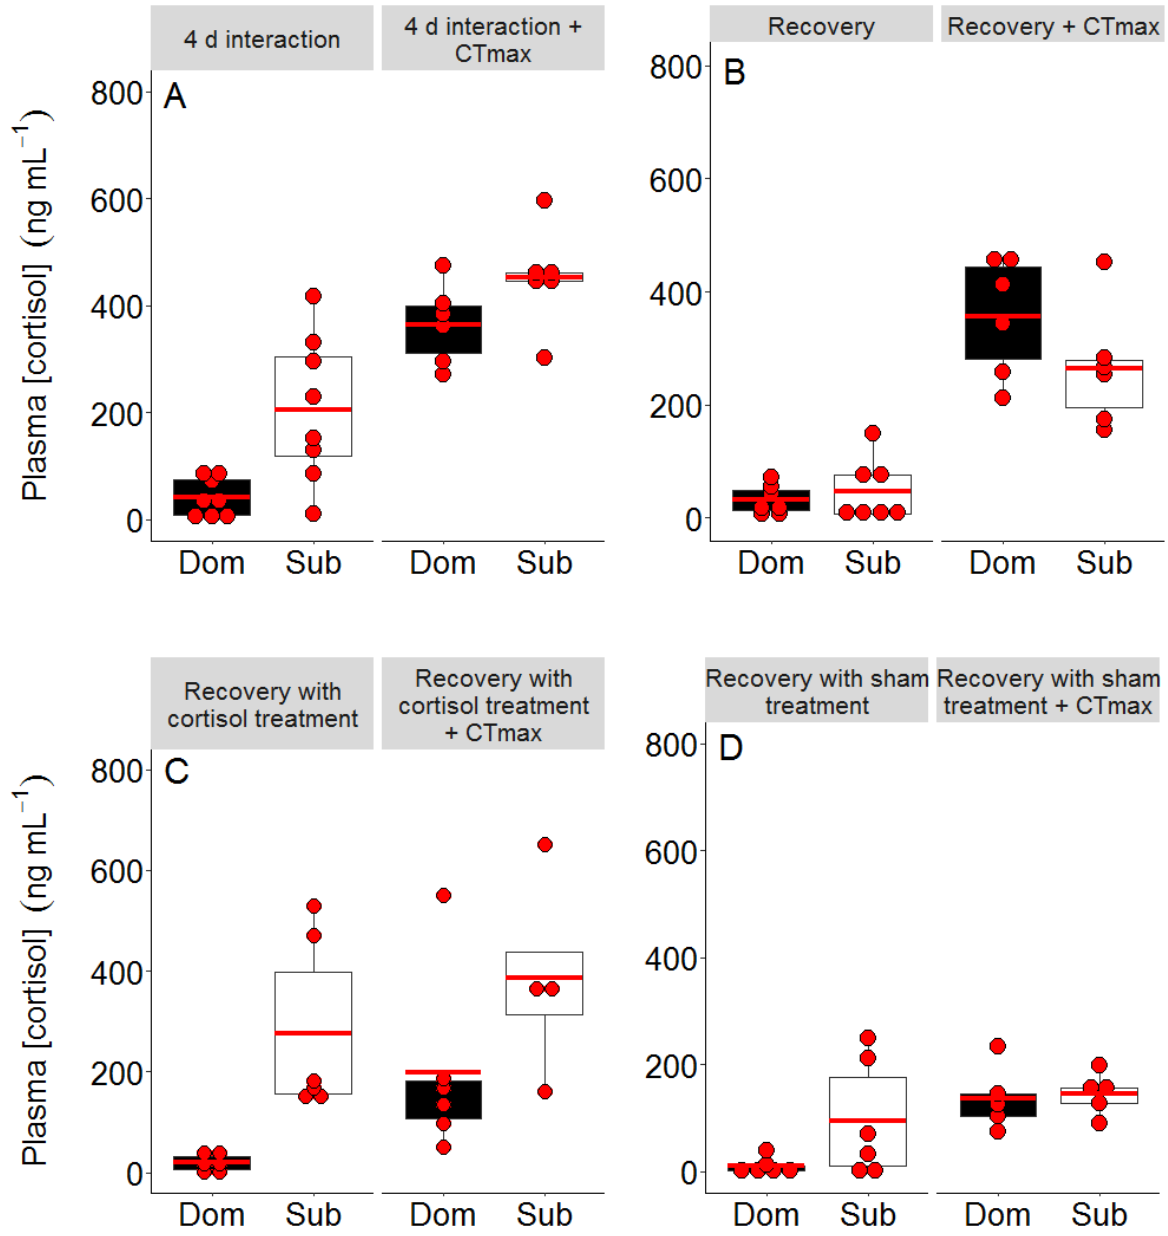 4 d interaction
4 d interaction +
CTmax
A
Plasma [cortisol] (ng mL⁻¹)
800
600
400
200
0
Dom
Sub
Dom
Sub
Recovery
Recovery + CTmax
B
800
600
400
200
0
Dom
Sub
Dom
Sub
Recovery with
cortisol treatment
Recovery with
cortisol treatment
+ CTmax
C
Plasma [cortisol] (ng mL⁻¹)
800
600
400
200
0
Dom
Sub
Dom
Sub
Recovery with sham
treatment
Recovery with sham
treatment + CTmax
D
800
600
400
200
0
Dom
Sub
Dom
Sub